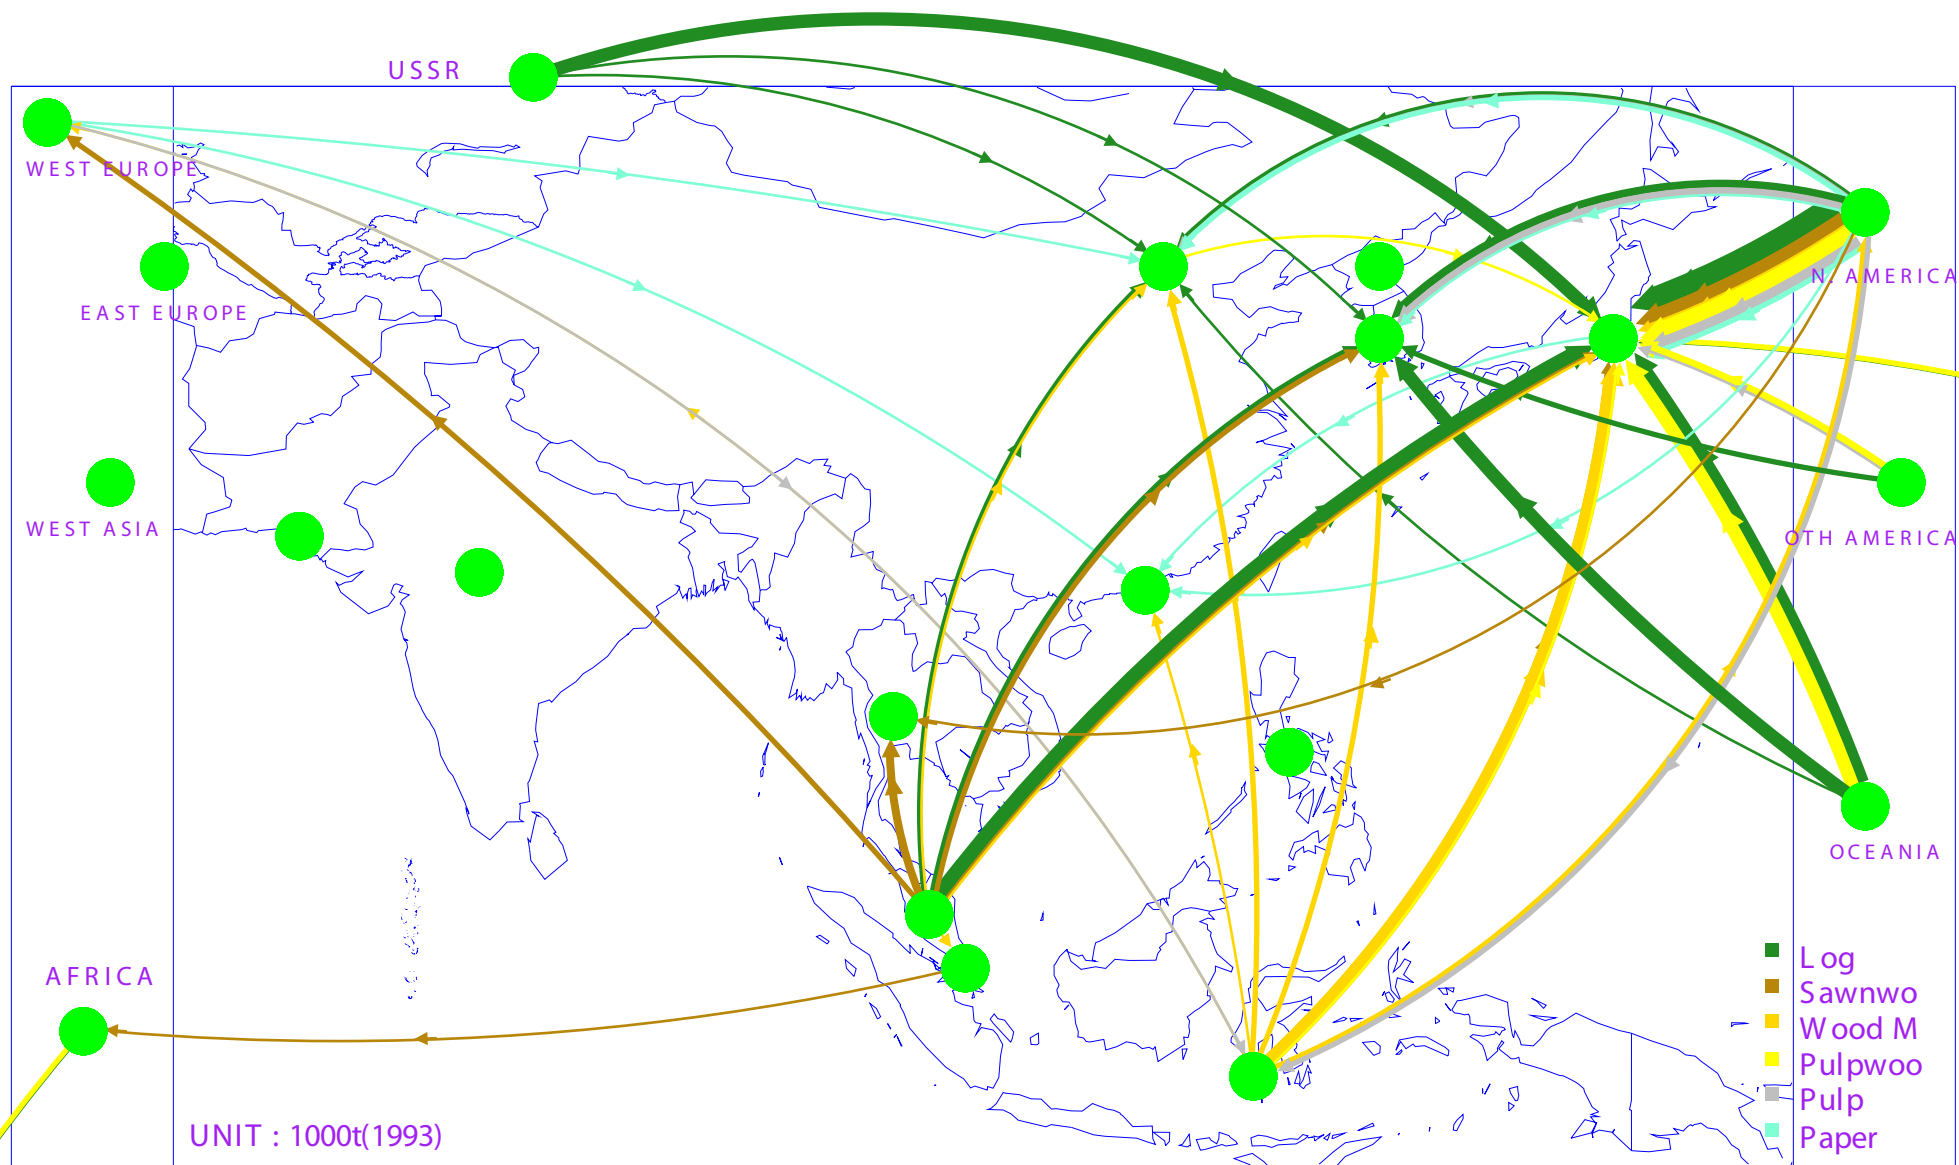 USSR
WEST EUROPE
N. AMERICA
EAST EUROPE
WEST ASIA
OTH AMERICA
OCEANIA
AFRICA
Log
Sawnwo
Wood M
Pulpwoo
Pulp
Paper
UNIT : 1000t(1993)